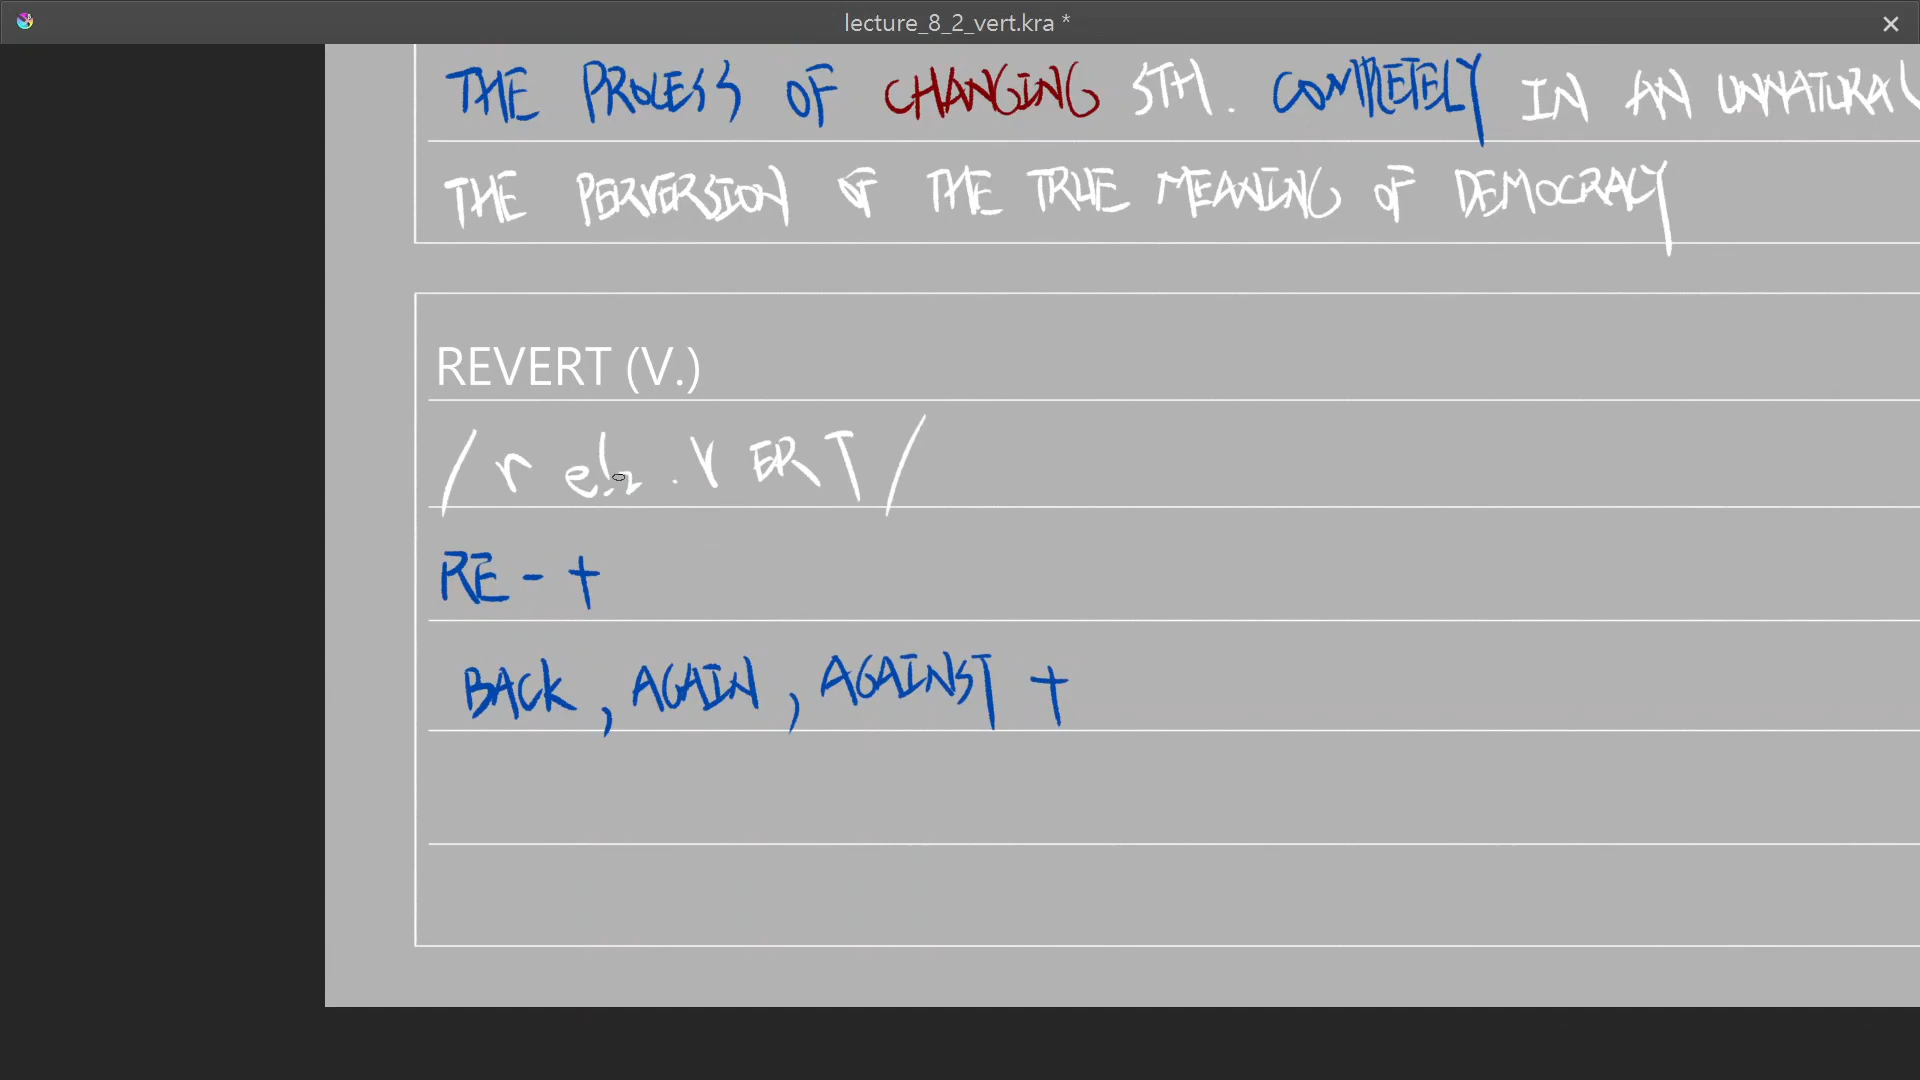 lecture_8_2_vert.kra *
THE PROCESS OF CHANGING STH. COMPLETELY IN AN UNNATURAL
THE PERVERSION OF THE TRUE MEANING OF DEMOCRACY
REVERT (V.)
.VERT/
RE - +
BACK, AGAIN, AGAINST +